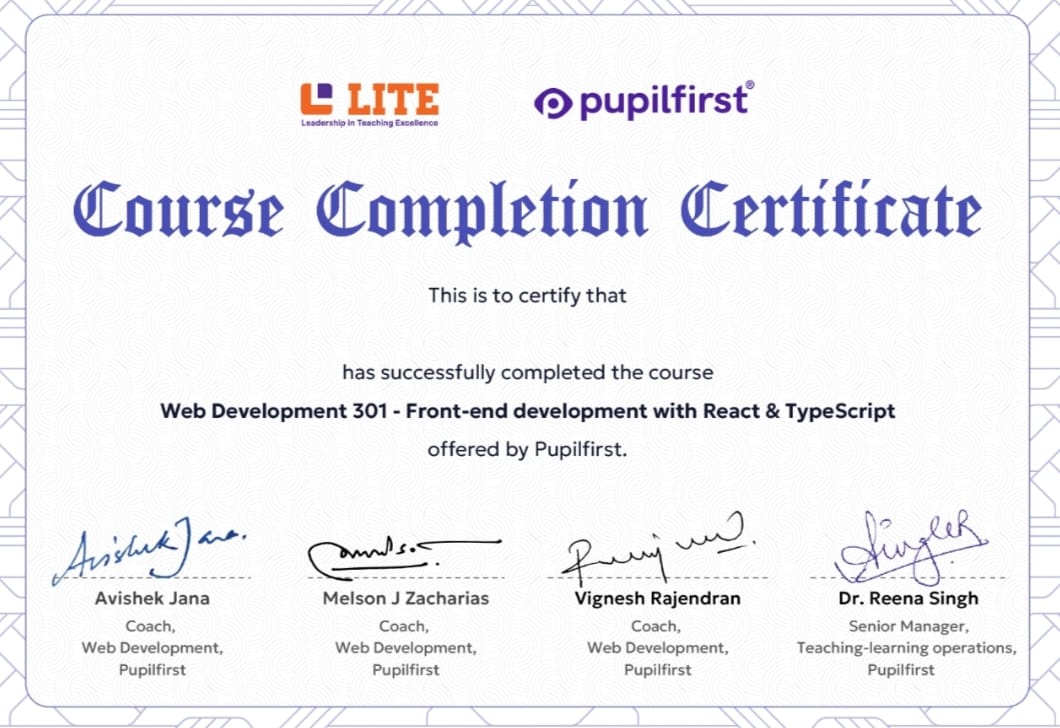 LITE
Leadership in Teaching Excellence
pupilfirst®
Course Completion Certificate
This is to certify that
has successfully completed the course
Web Development 301 - Front-end development with React & TypeScript
offered by Pupilfirst.
Avishek Jana.
Avishek Jana
Coach,
Web Development,
Pupilfirst
Melson J Zacharias
Coach,
Web Development,
Pupilfirst
Vignesh Rajendran
Coach,
Web Development,
Pupilfirst
Dr. Reena Singh
Senior Manager,
Teaching-learning operations,
Pupilfirst